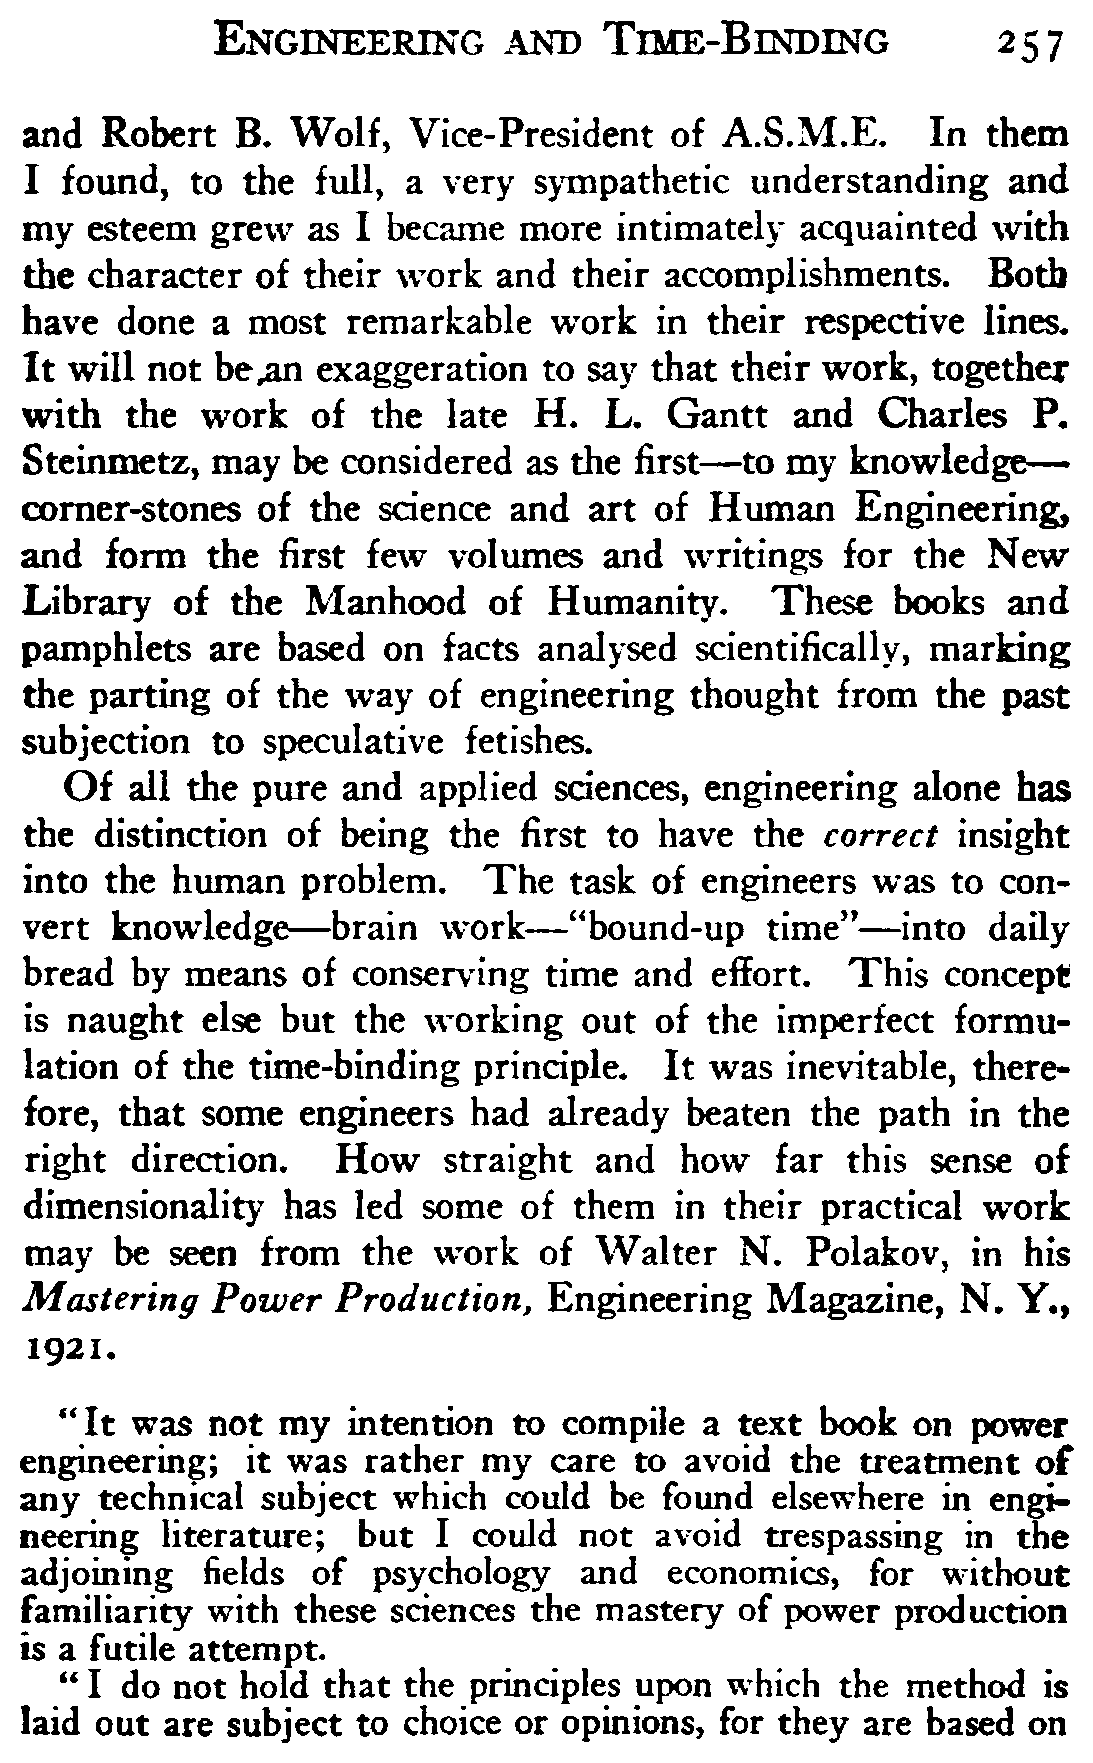 ENGINEERING AND TIME-BINDING 257
and Robert B. Wolf, Vice-President of A.S.M.E. In them
I found, to the full, a very sympathetic understanding and
my esteem grew as I became more intimately acquainted with
the character of their work and their accomplishments. Both
have done a most remarkable work in their respective lines.
It will not be an exaggeration to say that their work, together
with the work of the late H. L. Gantt and Charles P.
Steinmetz, may be considered as the first—to my knowledge—
corner-stones of the science and art of Human Engineering,
and form the first few volumes and writings for the New
Library of the Manhood of Humanity. These books and
pamphlets are based on facts analysed scientifically, marking
the parting of the way of engineering thought from the past
subjection to speculative fetishes.
Of all the pure and applied sciences, engineering alone has
the distinction of being the first to have the correct insight
into the human problem. The task of engineers was to con-
vert knowledge—brain work—“bound-up time”—into daily
bread by means of conserving time and effort. This concept
is naught else but the working out of the imperfect formu-
lation of the time-binding principle. It was inevitable, there-
fore, that some engineers had already beaten the path in the
right direction. How straight and how far this sense of
dimensionality has led some of them in their practical work
may be seen from the work of Walter N. Polakov, in his
Mastering Power Production, Engineering Magazine, N. Y.,
1921.
“It was not my intention to compile a text book on power
engineering; it was rather my care to avoid the treatment of
any technical subject which could be found elsewhere in engi-
neering literature; but I could not avoid trespassing in the
adjoining fields of psychology and economics, for without
familiarity with these sciences the mastery of power production
is a futile attempt.
“I do not hold that the principles upon which the method is
laid out are subject to choice or opinions, for they are based on